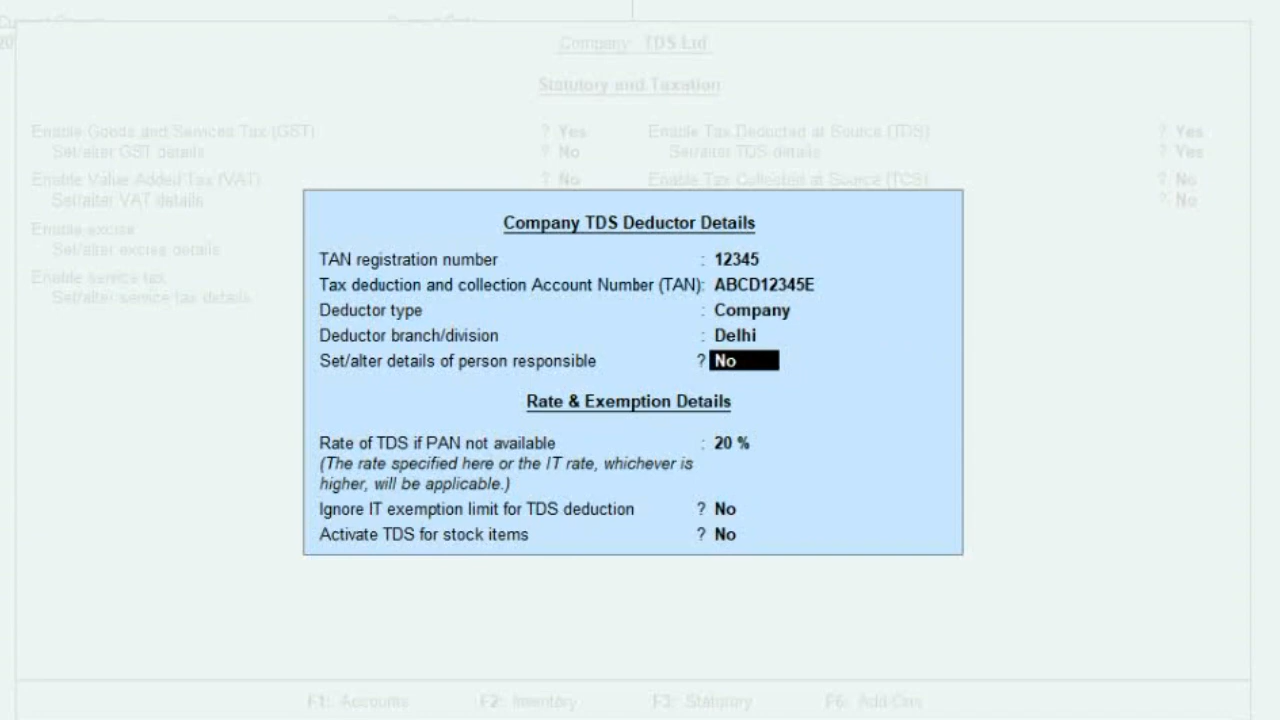 Company: TDS Ltd
Statutory and Taxation
Enable Goods and Services Tax (GST) ? Yes
Set/alter GST details ? No
Enable Value Added Tax (VAT) ? No
Set/alter VAT details
Enable excise
Set/alter excise details
Enable service tax
Set/alter service tax details
Enable Tax Deducted at Source (TDS) ? Yes
Set/alter TDS details ? Yes
Enable Tax Collected at Source (TCS) ? No
? No
Company TDS Deductor Details
TAN registration number : 12345
Tax deduction and collection Account Number (TAN): ABCD12345E
Deductor type : Company
Deductor branch/division : Delhi
Set/alter details of person responsible ? No
Rate & Exemption Details
Rate of TDS if PAN not available : 20 %
(The rate specified here or the IT rate, whichever is
higher, will be applicable.)
Ignore IT exemption limit for TDS deduction ? No
Activate TDS for stock items ? No
F1: Accounts F2: Inventory F3: Statutory F6: Add-Ons